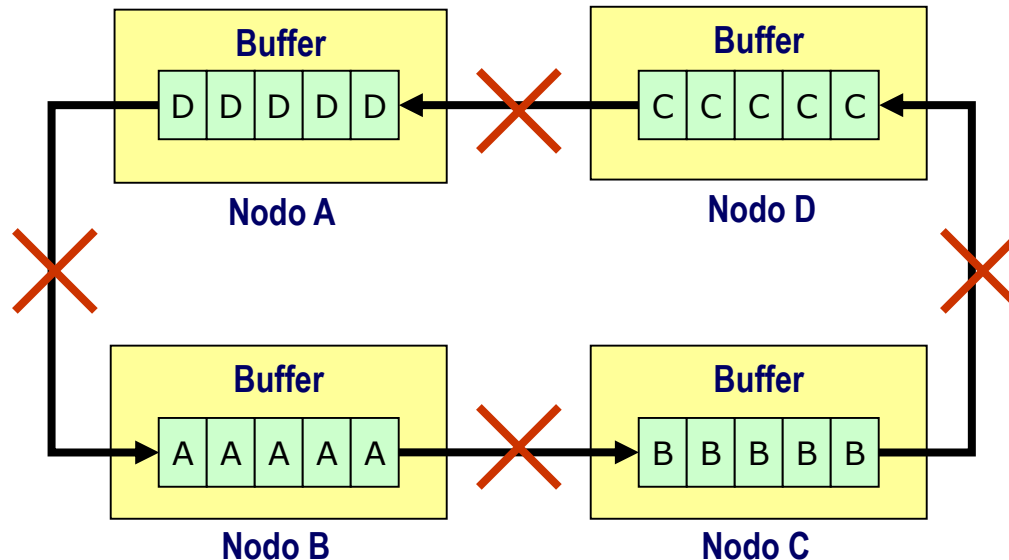 Buffer
D D D D D
Nodo A
Buffer
C C C C C
Nodo D
Buffer
A A A A A
Nodo B
Buffer
B B B B B
Nodo C